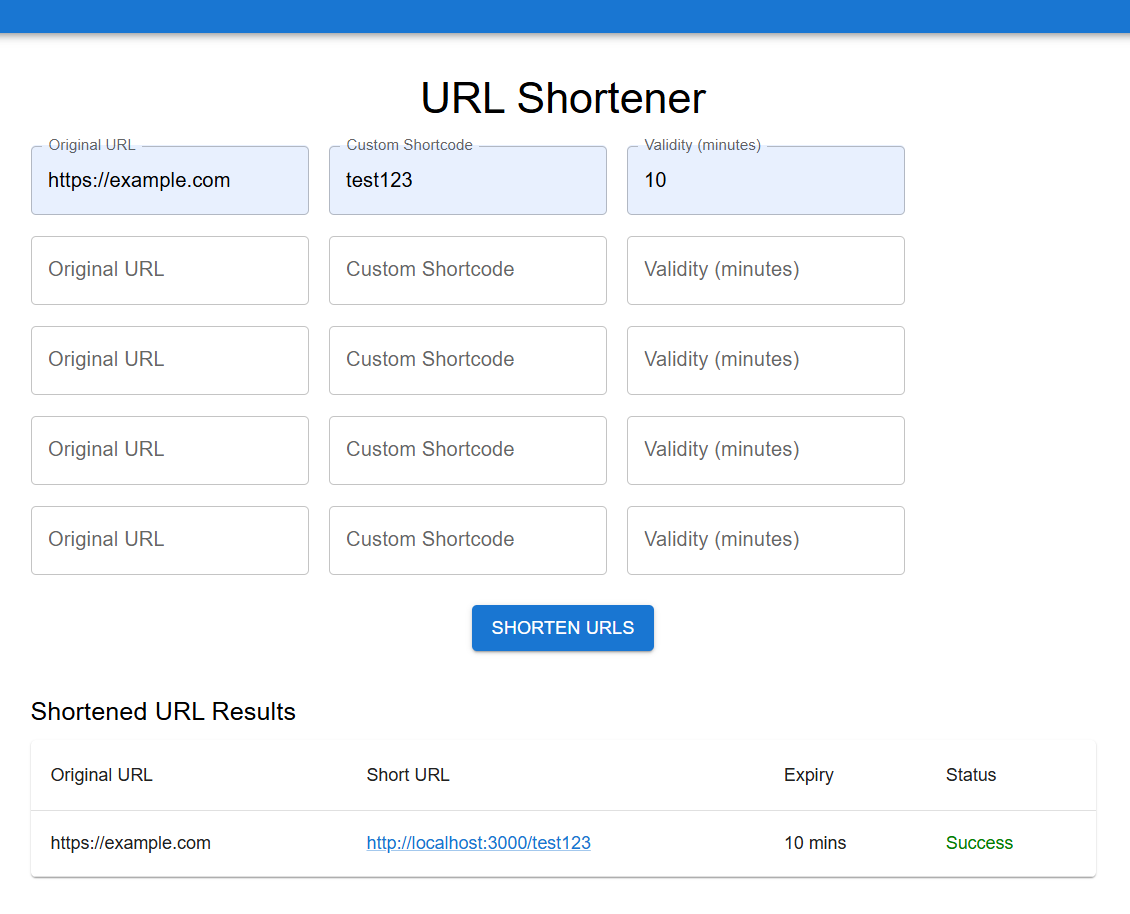 URL Shortener
Original URL Custom Shortcode Validity (minutes)
https://example.com test123 10
Original URL Custom Shortcode Validity (minutes)
Original URL Custom Shortcode Validity (minutes)
Original URL Custom Shortcode Validity (minutes)
Original URL Custom Shortcode Validity (minutes)
SHORTEN URLS
Shortened URL Results
Original URL Short URL Expiry Status
https://example.com http://localhost:3000/test123 10 mins Success